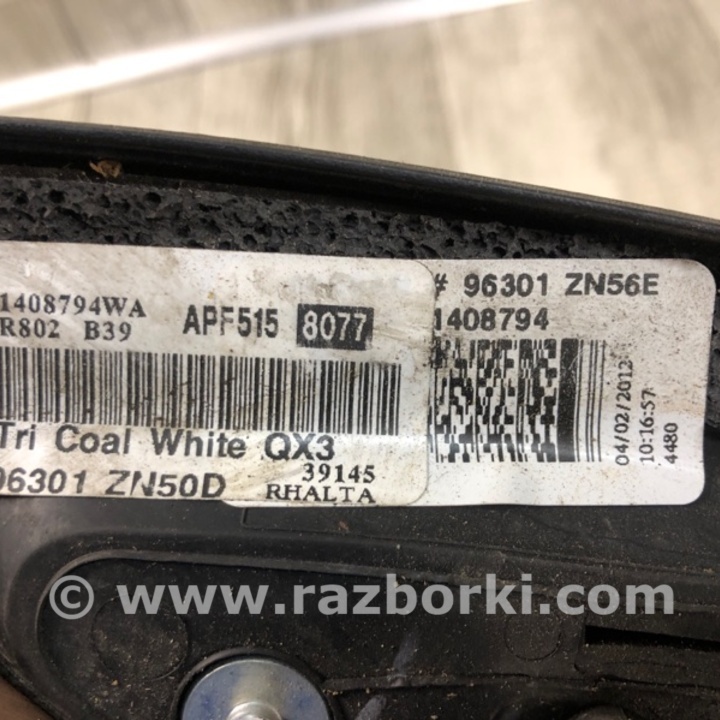 1408794WA
R802 B39
APF515 8077
Tri Coal White QX3
96301 ZN50D
39145
RHALTA
# 96301 ZN56E
1408794
04/02/2012
10:16:57
4480
© www.razborki.com